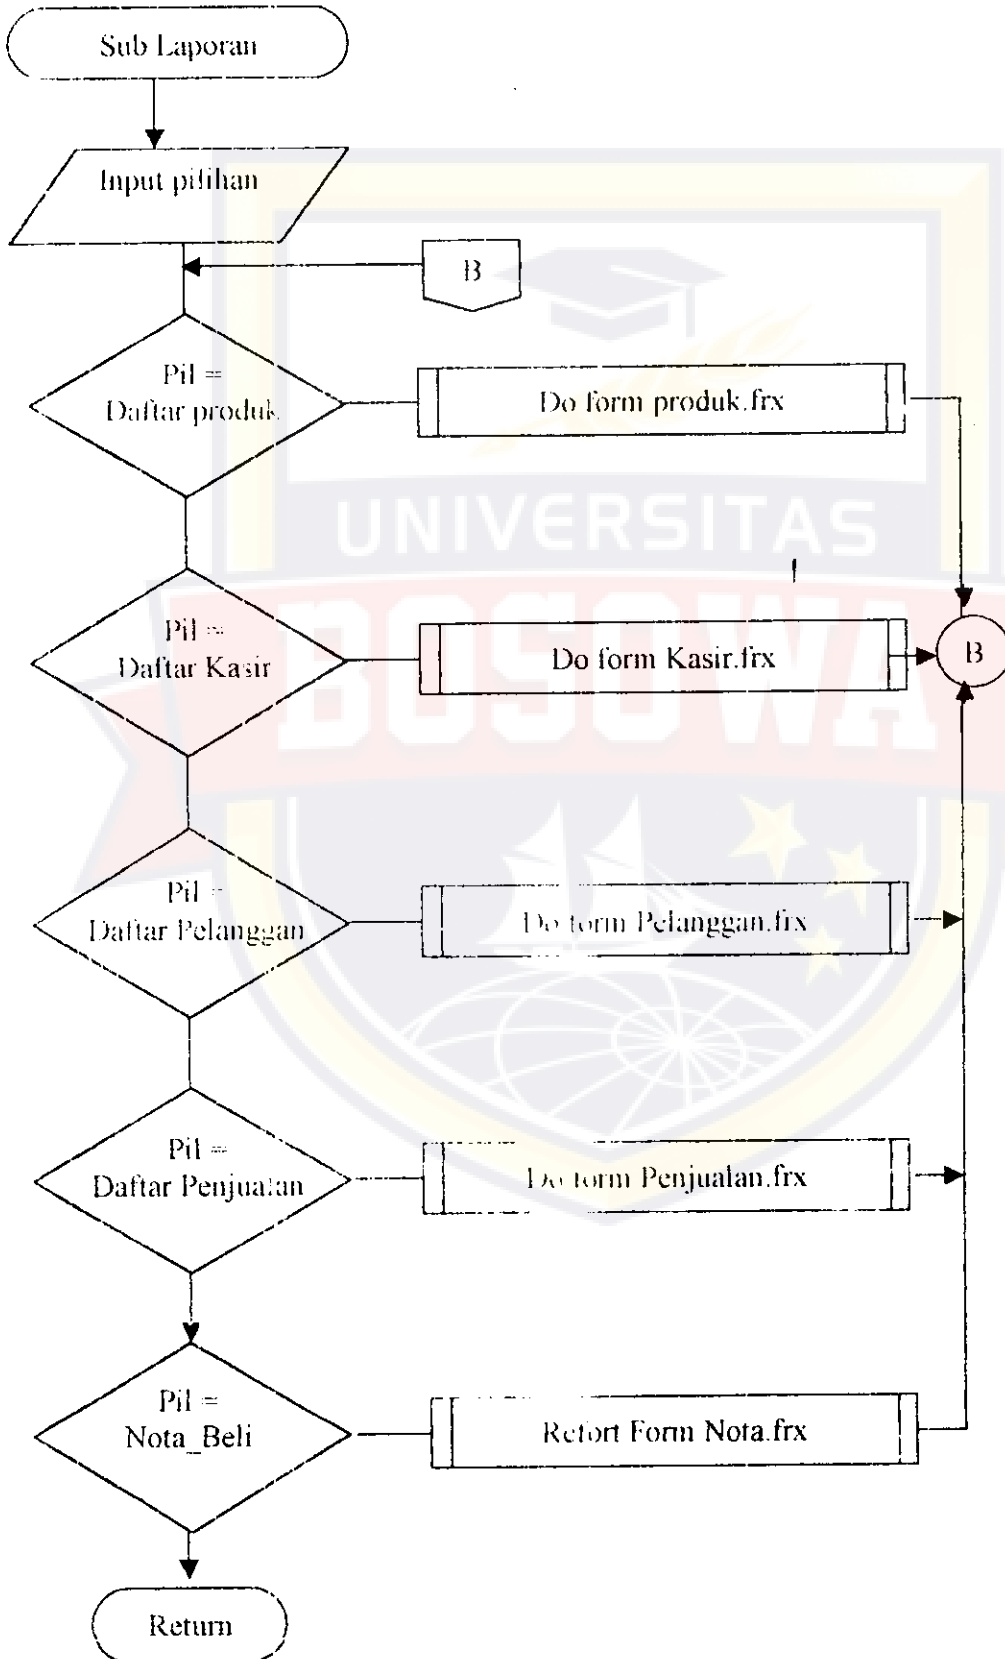 Sub Laporan
Input pilihan
B
Pil =
Daftar produk
Do form produk.frx
UNIVERSITAS
BOSOWA
Pil =
Daftar Kasir
Do form Kasir.frx
B
Pil =
Daftar Pelanggan
Do form Pelanggan.frx
Pil =
Daftar Penjualan
Do form Penjualan.frx
Pil =
Nota_Beli
Refort Form Nota.frx
Return